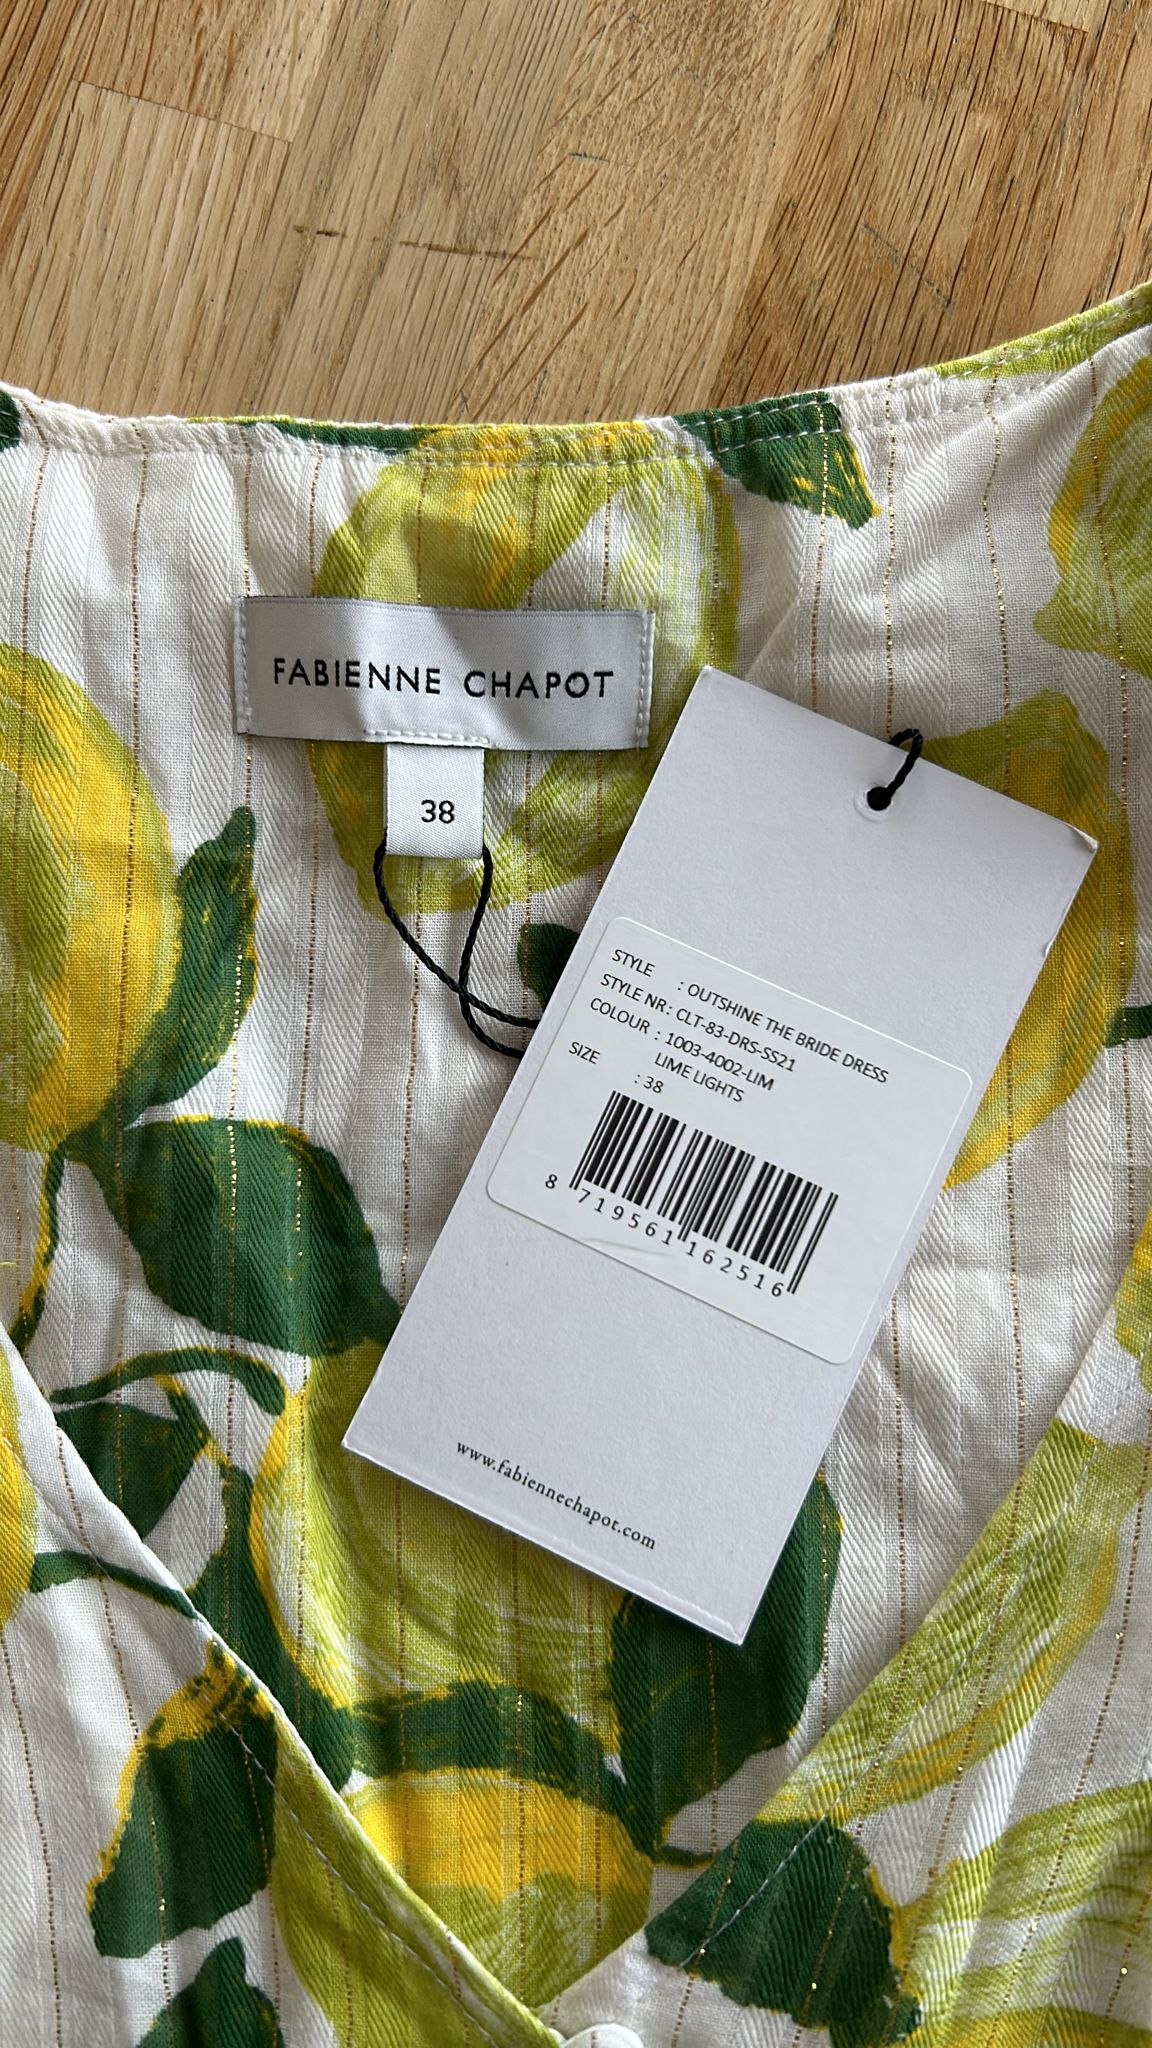 FABIENNE CHAPOT
38
STYLE : OUTSHINE THE BRIDE DRESS
STYLE NR : CLT-83-DRS-SS21
COLOUR : 1003-4002-LIM
LIME LIGHTS
SIZE : 38
8 719561 162516
www.fabiennechapot.com